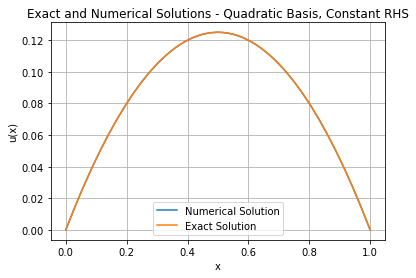 Exact and Numerical Solutions - Quadratic Basis, Constant RHS
0.12
0.10
0.08
0.06
0.04
0.02
0.00
u(x)
Numerical Solution
Exact Solution
0.0 0.2 0.4 0.6 0.8 1.0
x